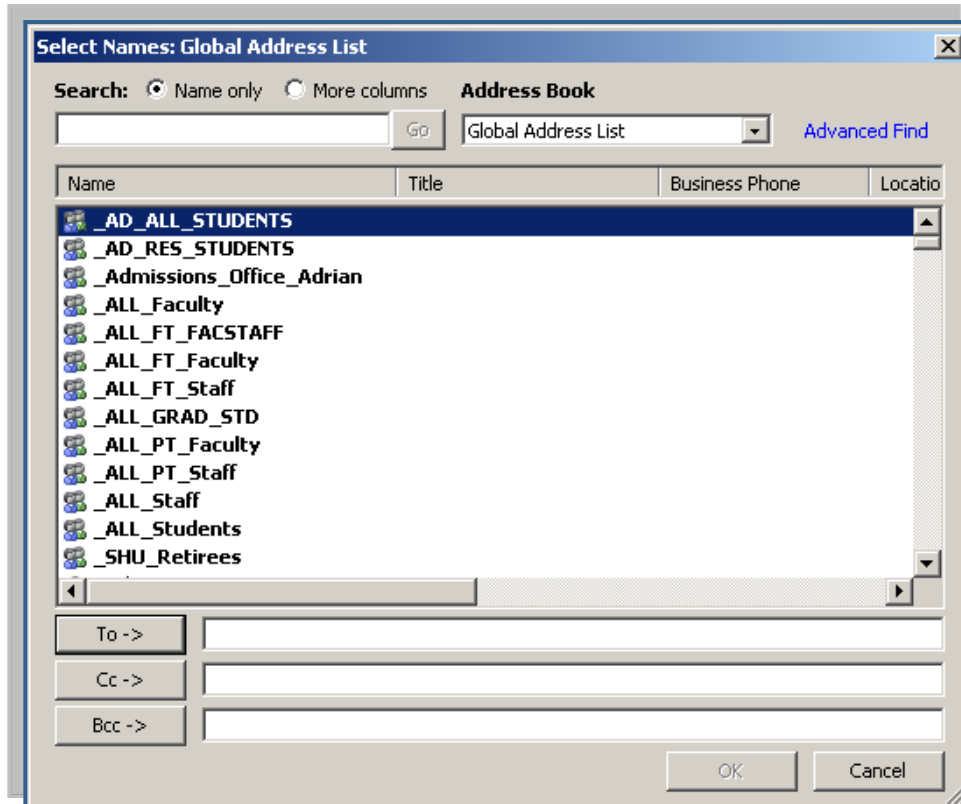 Select Names: Global Address List
Search: Name only More columns Address Book
Go Global Address List Advanced Find
Name Title Business Phone Locatio
_AD_ALL_STUDENTS
_AD_RES_STUDENTS
_Admissions_Office_Adrian
_ALL_Faculty
_ALL_FT_FACSTAFF
_ALL_FT_Faculty
_ALL_FT_Staff
_ALL_GRAD_STD
_ALL_PT_Faculty
_ALL_PT_Staff
_ALL_Staff
_ALL_Students
_SHU_Retirees
To ->
Cc ->
Bcc ->
OK Cancel